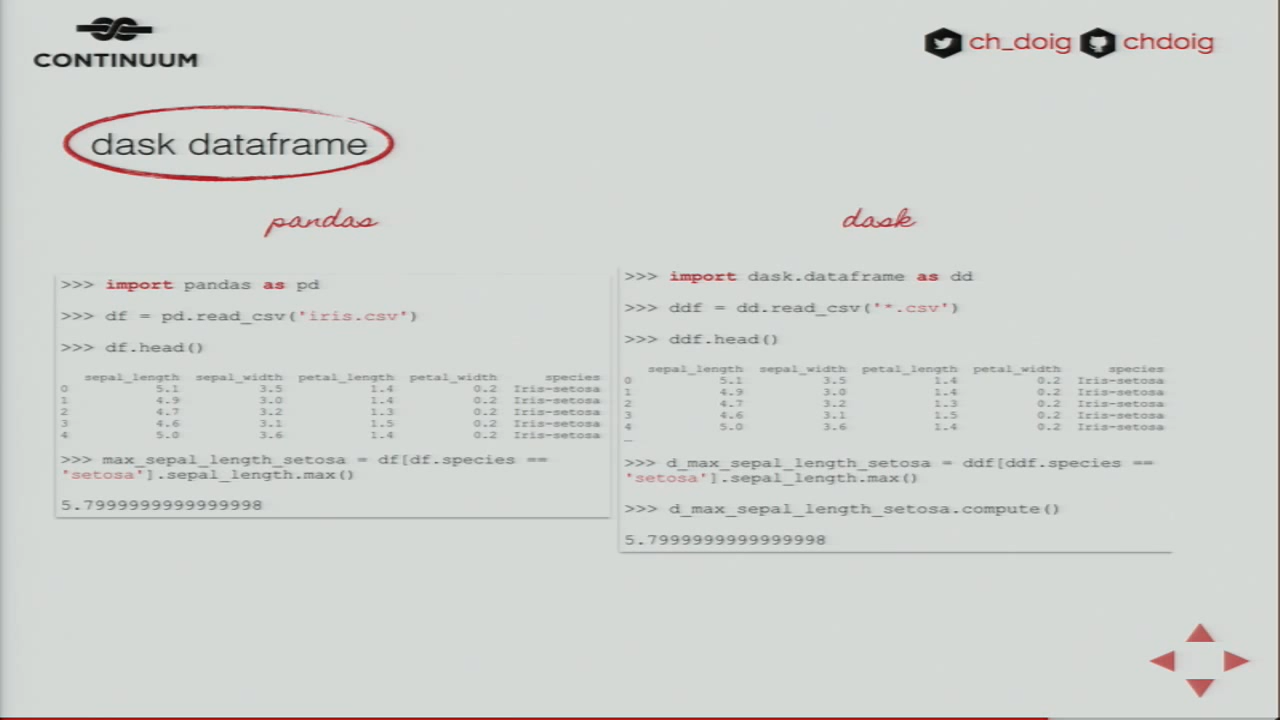 CONTINUUM
ch_doig chdoig
dask dataframe
pandas
>>> import pandas as pd
>>> df = pd.read_csv('iris.csv')
>>> df.head()
sepal_length sepal_width petal_length petal_width species
0 5.1 3.5 1.4 0.2 Iris-setosa
1 4.9 3.0 1.4 0.2 Iris-setosa
2 4.7 3.2 1.3 0.2 Iris-setosa
3 4.6 3.1 1.5 0.2 Iris-setosa
4 5.0 3.6 1.4 0.2 Iris-setosa
>>> max_sepal_length_setosa = df[df.species ==
'setosa'].sepal_length.max()
5.7999999999999998
dask
>>> import dask.dataframe as dd
>>> ddf = dd.read_csv('*.csv')
>>> ddf.head()
sepal_length sepal_width petal_length petal_width species
0 5.1 3.5 1.4 0.2 Iris-setosa
1 4.9 3.0 1.4 0.2 Iris-setosa
2 4.7 3.2 1.3 0.2 Iris-setosa
3 4.6 3.1 1.5 0.2 Iris-setosa
4 5.0 3.6 1.4 0.2 Iris-setosa
…
>>> d_max_sepal_length_setosa = ddf[ddf.species ==
'setosa'].sepal_length.max()
>>> d_max_sepal_length_setosa.compute()
5.7999999999999998